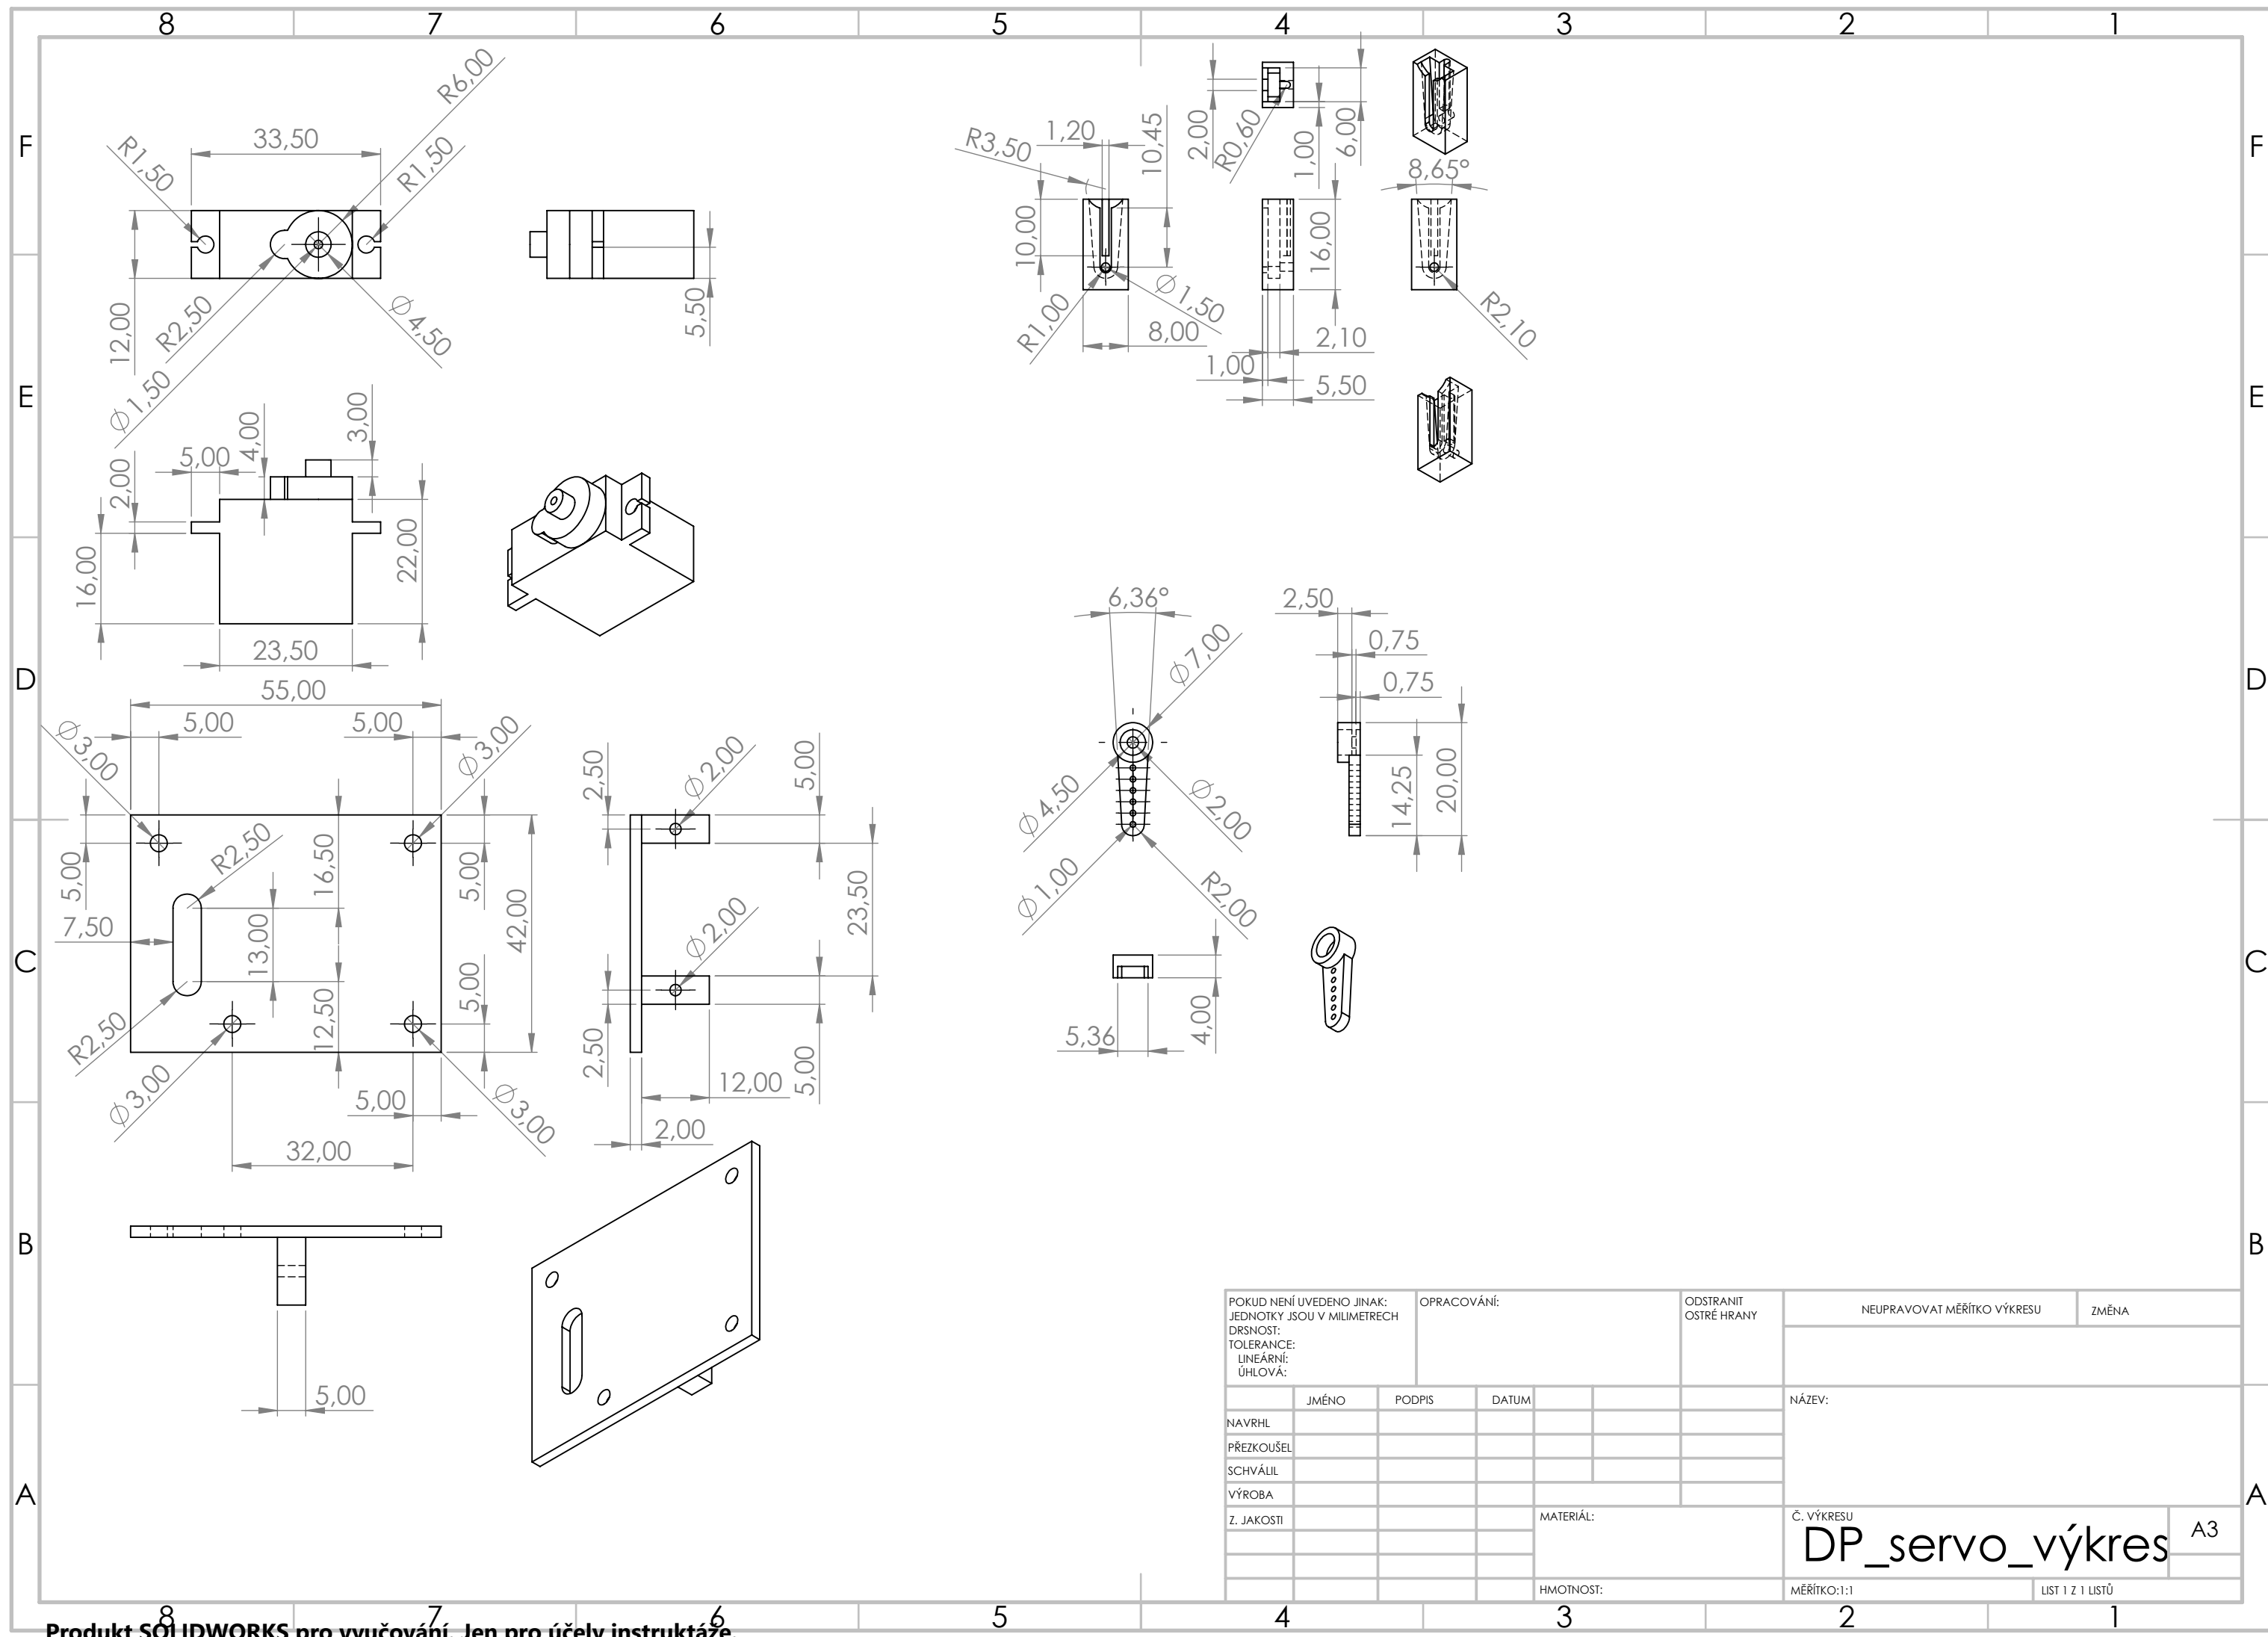 8 7 6 5 4 3 2 1
F F
E E
D D
C C
B B
A A
R6,00
33,50
R1,50
R1,50
12,00
R2,50
∅4,50
∅1,50
5,50
5,00
4,00
3,00
2,00
16,00
22,00
23,50
55,00
5,00
5,00
∅3,00
∅3,00
5,00
R2,50
16,50
5,00
7,50
13,00
42,00
R2,50
12,50
5,00
∅3,00
5,00
∅3,00
32,00
2,50
∅2,00
5,00
23,50
∅2,00
2,50
12,00
5,00
2,00
5,00
R3,50
1,20
10,45
10,00
R1,00
∅1,50
8,00
2,00
R0,60
1,00
6,00
16,00
2,10
1,00
5,50
8,65°
R2,10
6,36°
∅7,00
∅4,50
∅2,00
∅1,00
R2,00
2,50
0,75
0,75
14,25
20,00
5,36
4,00
POKUD NENÍ UVEDENO JINAK:
JEDNOTKY JSOU V MILIMETRECH
DRSNOST:
TOLERANCE:
LINEÁRNÍ:
ÚHLOVÁ:
OPRACOVÁNÍ:
ODSTRANIT
OSTRÉ HRANY
NEUPRAVOVAT MĚŘÍTKO VÝKRESU
ZMĚNA
JMÉNO PODPIS DATUM
NÁZEV:
NAVRHL
PŘEZKOUŠEL
SCHVÁLIL
VÝROBA
Z. JAKOSTI
MATERIÁL:
Č. VÝKRESU
DP_servo_výkres
A3
HMOTNOST:
MĚŘÍTKO:1:1
LIST 1 Z 1 LISTŮ
8 7 6 5 4 3 2 1
Produkt SOLIDWORKS pro vyučování. Jen pro účely instruktáže.